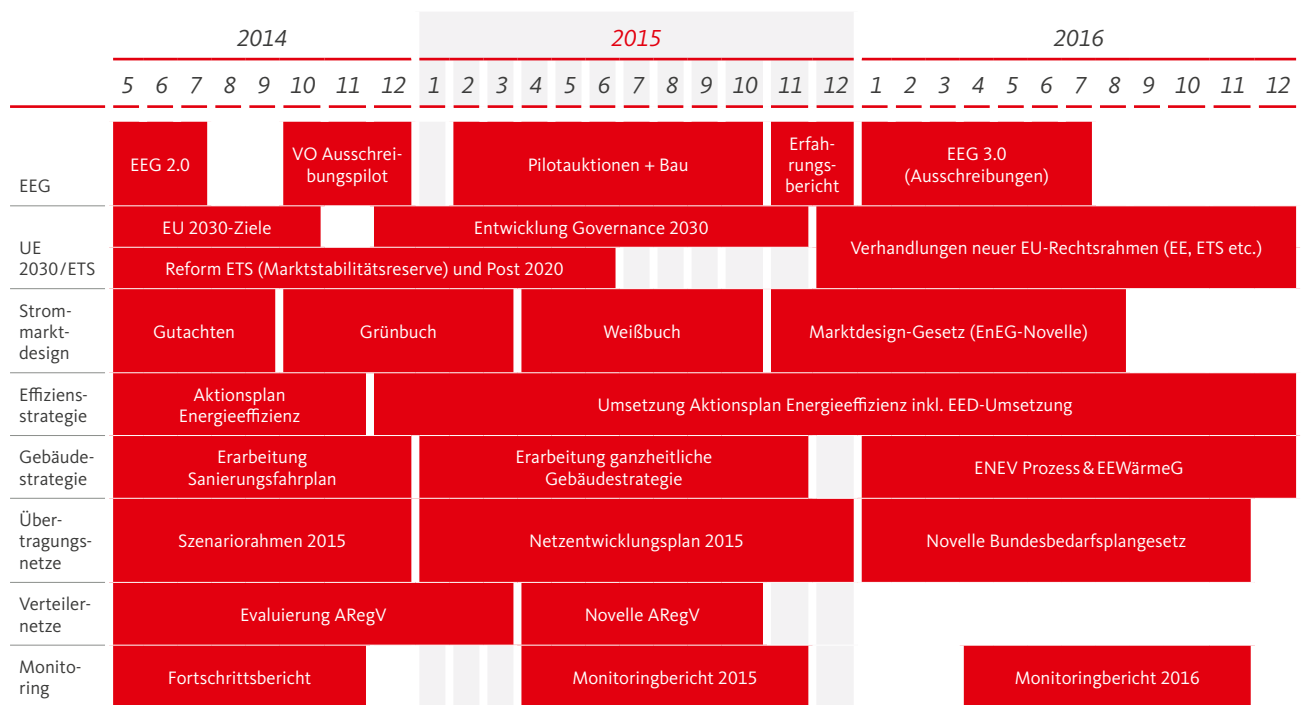 2014 2015 2016
5 6 7 8 9 10 11 12 1 2 3 4 5 6 7 8 9 10 11 12 1 2 3 4 5 6 7 8 9 10 11 12
EEG
EEG 2.0
VO Ausschrei-
bungspilot
Pilotauktionen + Bau
Erfah-
rungs-
bericht
EEG 3.0
(Ausschreibungen)
UE
2030/ETS
EU 2030-Ziele
Entwicklung Governance 2030
Reform ETS (Marktstabilitätsreserve) und Post 2020
Verhandlungen neuer EU-Rechtsrahmen (EE, ETS etc.)
Strom-
markt-
design
Gutachten
Grünbuch
Weißbuch
Marktdesign-Gesetz (EnEG-Novelle)
Effiziens-
strategie
Aktionsplan
Energieeffizienz
Umsetzung Aktionsplan Energieeffizienz inkl. EED-Umsetzung
Gebäude-
strategie
Erarbeitung
Sanierungsfahrplan
Erarbeitung ganzheitliche
Gebäudestrategie
ENEV Prozess & EEWärmeG
Über-
tragungs-
netze
Szenariorahmen 2015
Netzentwicklungsplan 2015
Novelle Bundesbedarfsplangesetz
Verteiler-
netze
Evaluierung ARegV
Novelle ARegV
Monito-
ring
Fortschrittsbericht
Monitoringbericht 2015
Monitoringbericht 2016